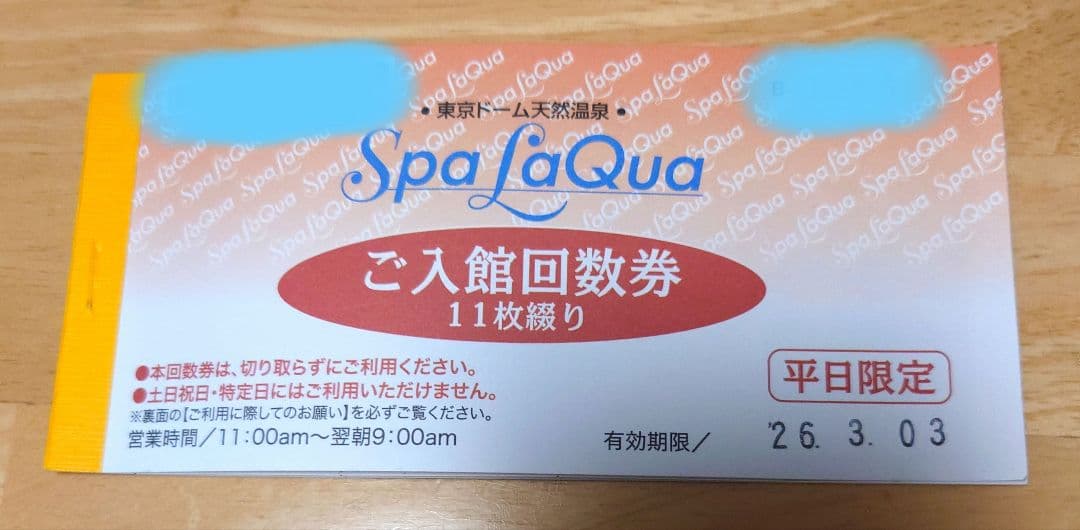 ・東京ドーム天然温泉・
Spa LaQua
ご入館回数券
11枚綴り
●本回数券は、切り取らずにご利用ください。
●土日祝日・特定日にはご利用いただけません。
※裏面の【ご利用に際してのお願い】を必ずご覧ください。
営業時間／11:00am～翌朝9:00am
平日限定
有効期限／ '26. 3. 03